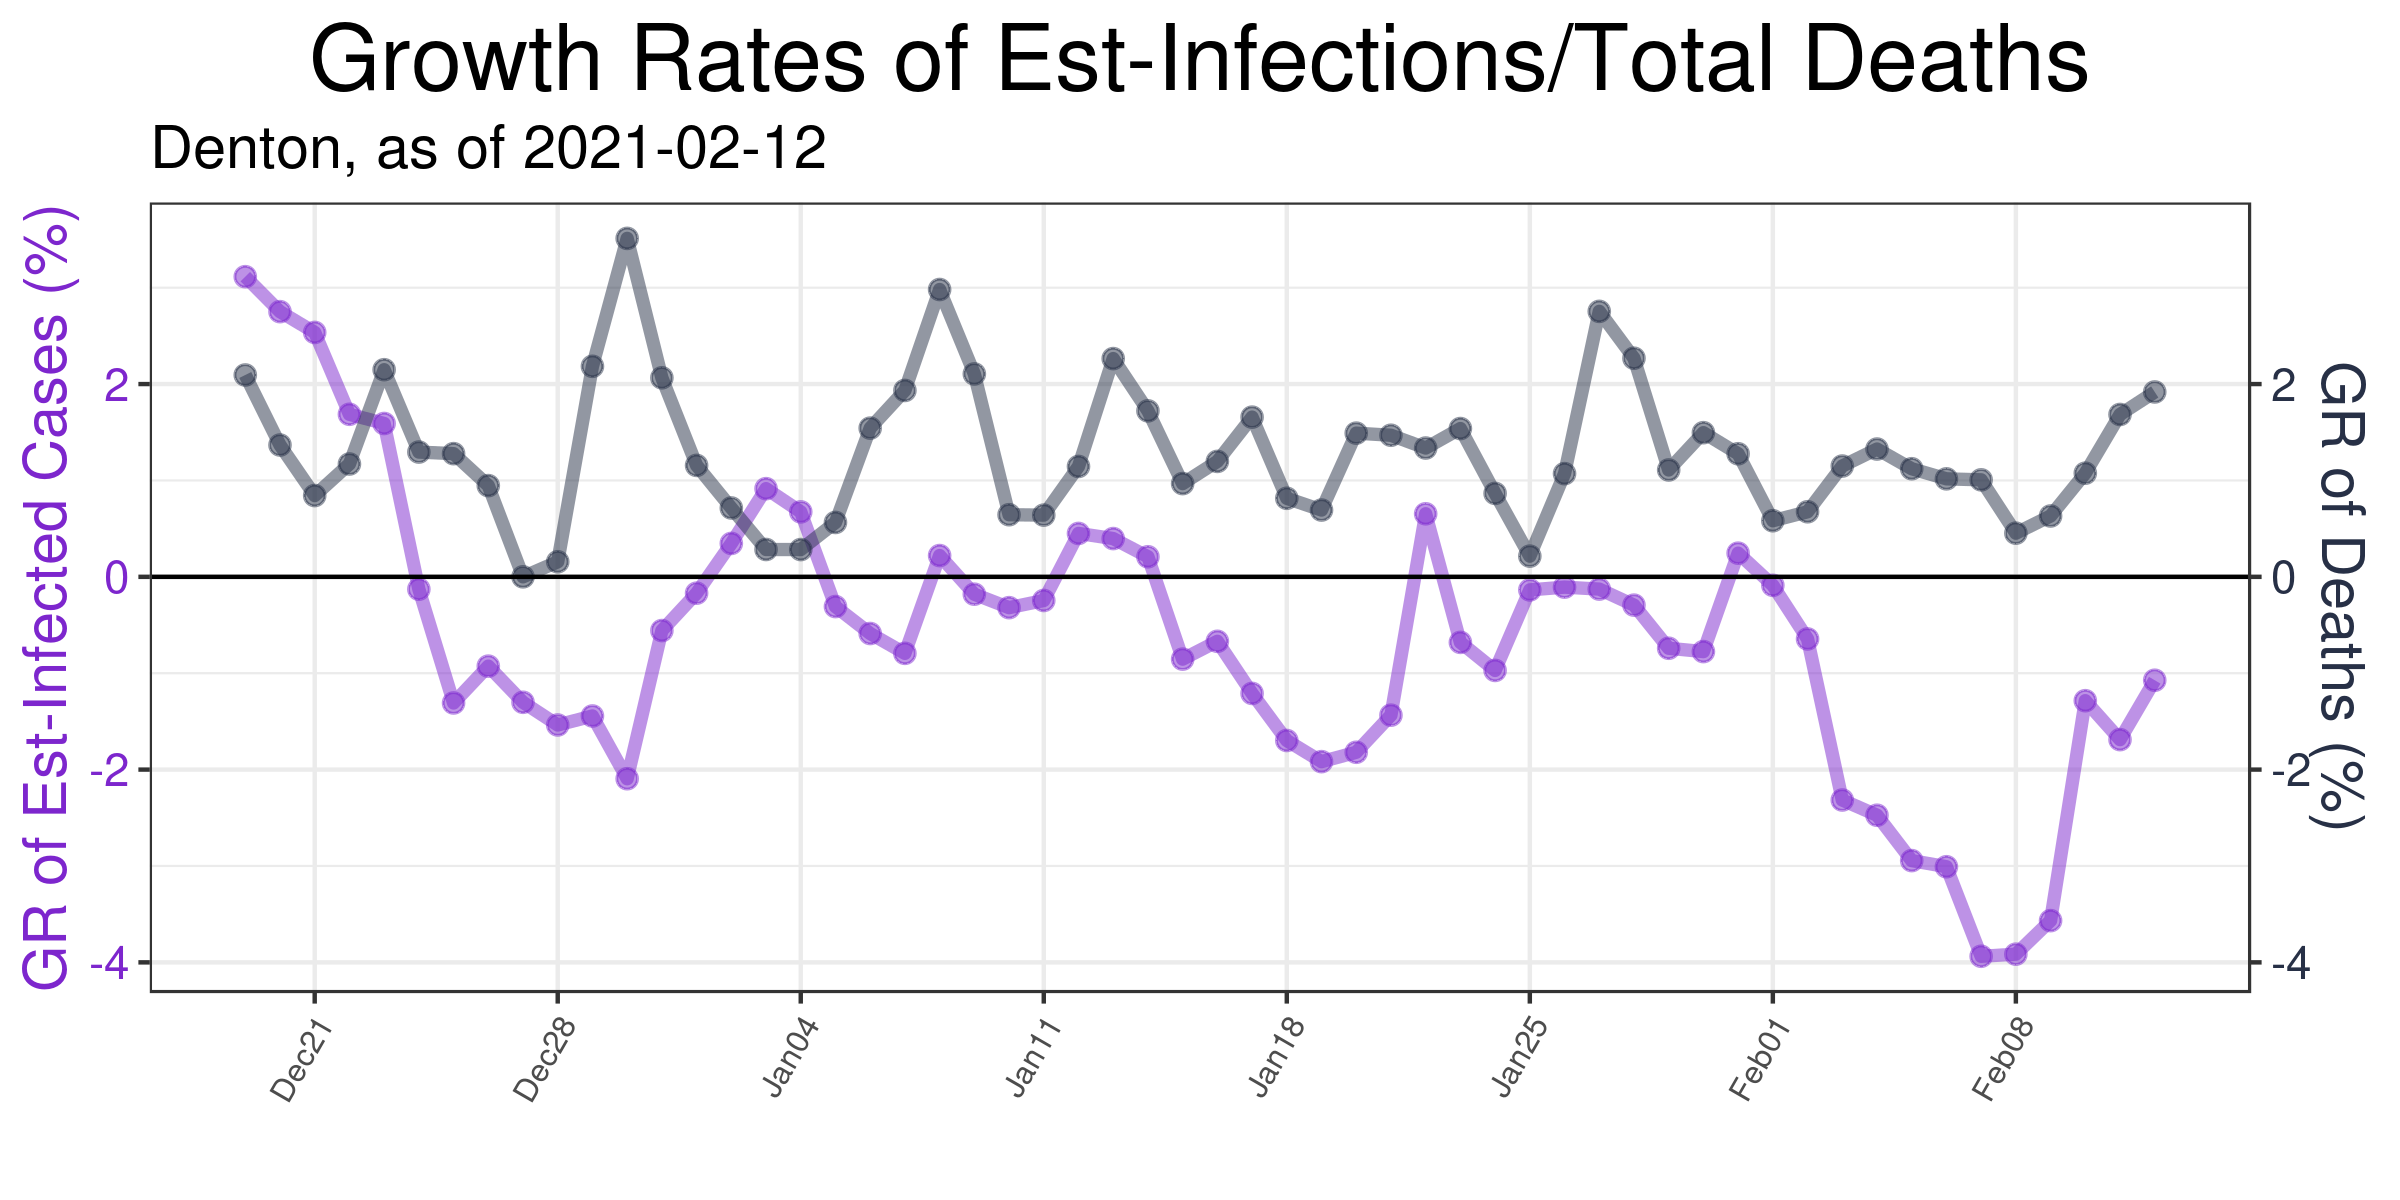 Growth Rates of Est-Infections/Total Deaths
Denton, as of 2021-02-12
GR of Est-Infected Cases (%)
2
0
-2
-4
2
0
-2
-4
GR of Deaths (%)
Dec21
Dec28
Jan04
Jan11
Jan18
Jan25
Feb01
Feb08